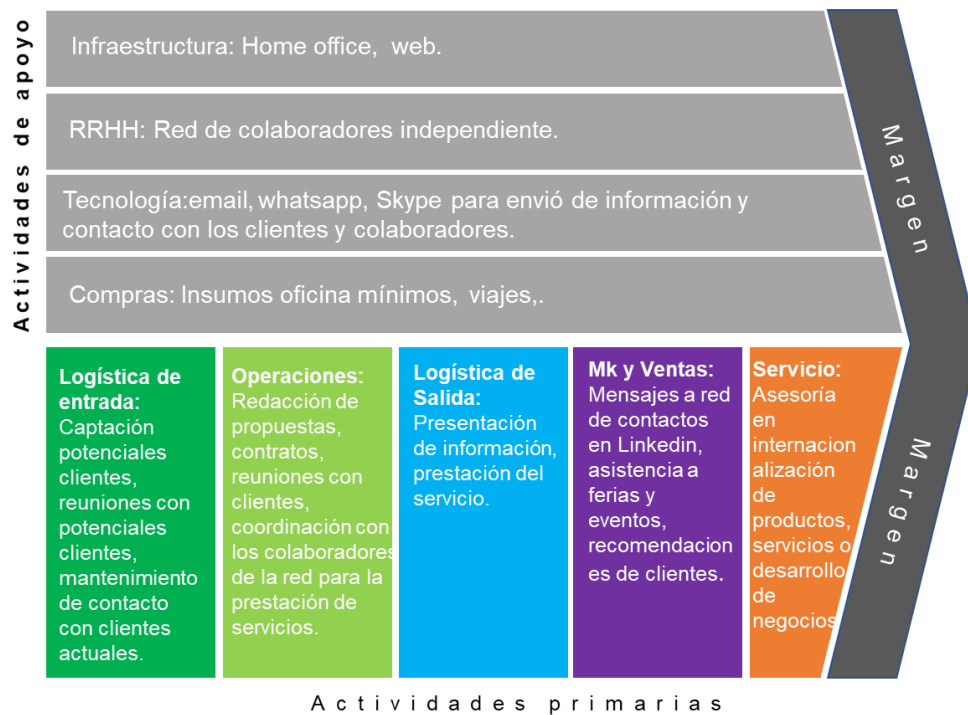 Actividades de apoyo
Infraestructura: Home office, web.
RRHH: Red de colaboradores independiente.
Tecnología:email, whatsapp, Skype para envió de información y
contacto con los clientes y colaboradores.
Compras: Insumos oficina mínimos, viajes,.
Margen
Logística de
entrada:
Captación
potenciales
clientes,
reuniones con
potenciales
clientes,
mantenimiento
de contacto
con clientes
actuales.
Operaciones:
Redacción de
propuestas,
contratos,
reuniones con
clientes,
coordinación con
los colaboradores
de la red para la
prestación de
servicios.
Logística de
Salida:
Presentación
de información,
prestación del
servicio.
Mk y Ventas:
Mensajes a red
de contactos
en Linkedin,
asistencia a
ferias y
eventos,
recomendacion
es de clientes.
Servicio:
Asesoría
en
internacion
alización
de
productos,
servicios o
desarrollo
de
negocios
Margen
Actividades primarias